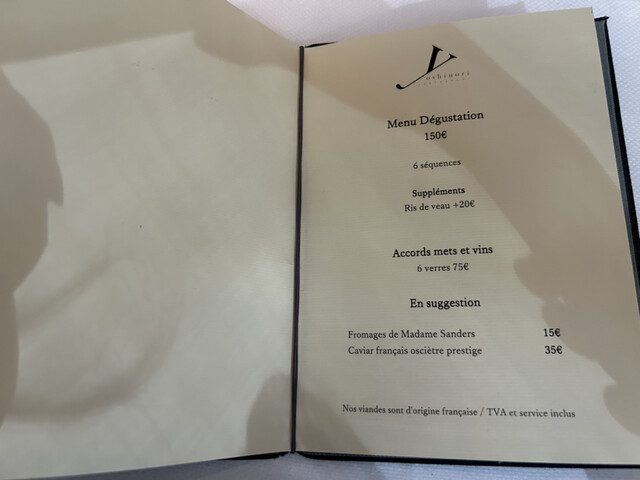 yoshinori
Menu Dégustation
150€
6 séquences
Suppléments
Ris de veau +20€
Accords mets et vins
6 verres 75€
En suggestion
Fromages de Madame Sanders 15€
Caviar français osciètre prestige 35€
Nos viandes sont d'origine française / TVA et service inclus